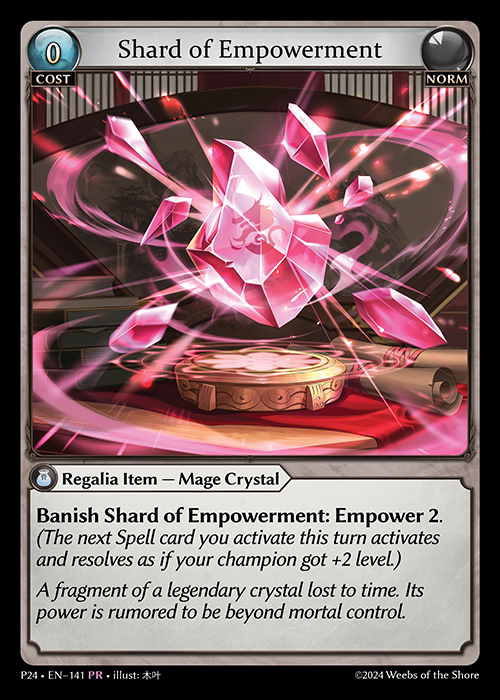 0
Shard of Empowerment
COST
NORM
Regalia Item — Mage Crystal
Banish Shard of Empowerment: Empower 2.
(The next Spell card you activate this turn activates
and resolves as if your champion got +2 level.)
A fragment of a legendary crystal lost to time. Its
power is rumored to be beyond mortal control.
P24 • EN–141 PR • illust: 木叶
©2024 Weebs of the Shore